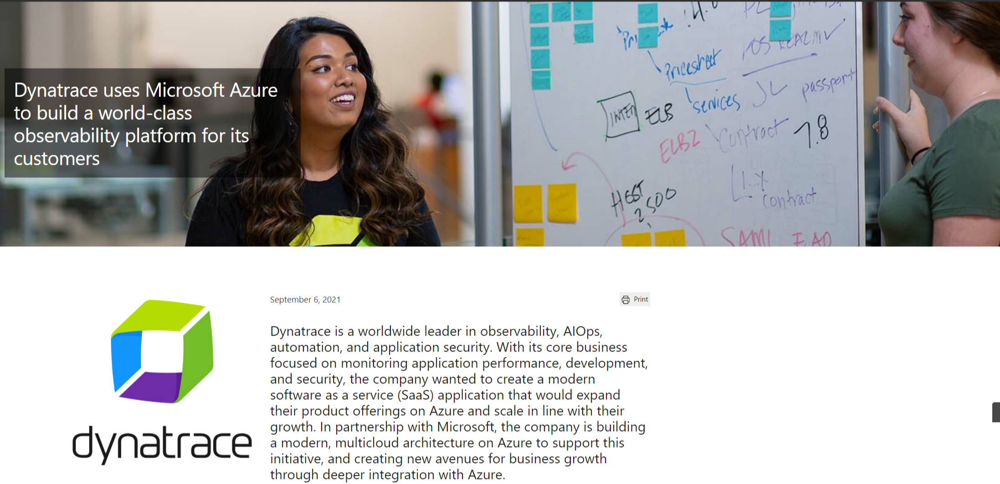 Pricesheet
services
INTEN ELB
JL passport
ELBZ Contract 7.8
HOST
2500
contract
SAML
Dynatrace uses Microsoft Azure
to build a world-class
observability platform for its
customers
September 6, 2021
Print
Dynatrace is a worldwide leader in observability, AIOps,
automation, and application security. With its core business
focused on monitoring application performance, development,
and security, the company wanted to create a modern
software as a service (SaaS) application that would expand
their product offerings on Azure and scale in line with their
growth. In partnership with Microsoft, the company is building
a modern, multicloud architecture on Azure to support this
initiative, and creating new avenues for business growth
through deeper integration with Azure.
dynatrace